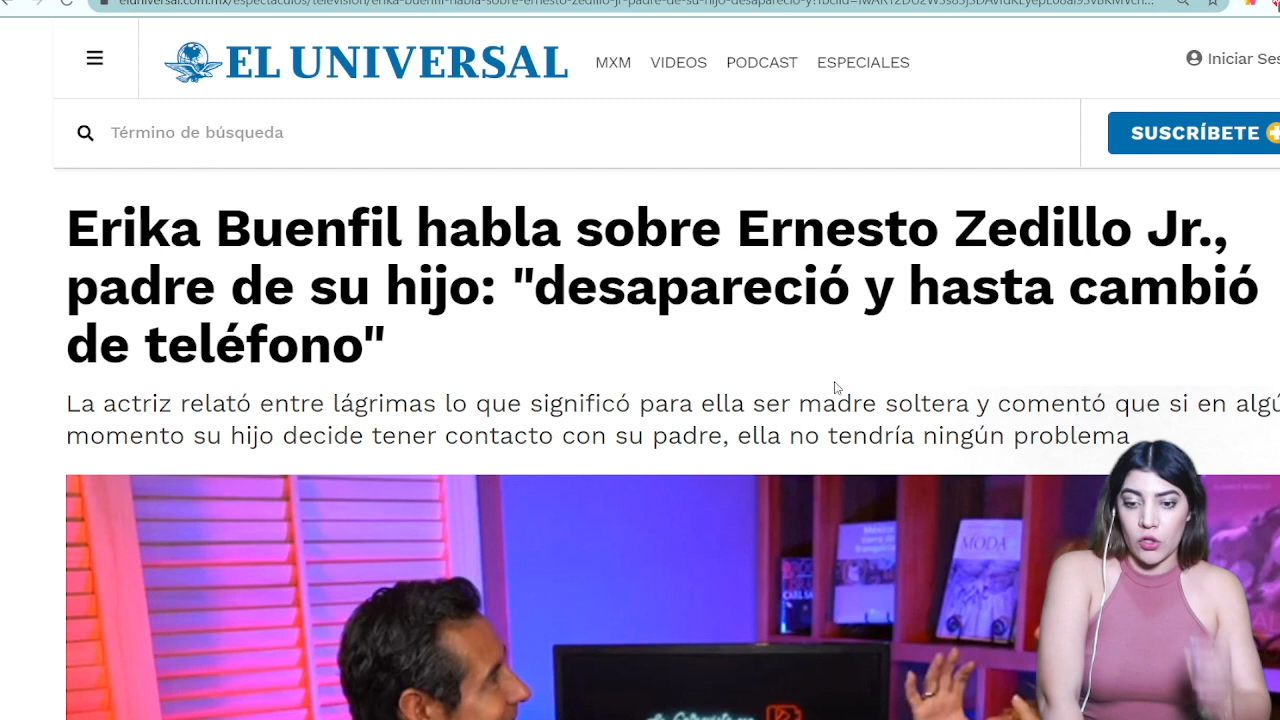 EL UNIVERSAL
MXM VIDEOS PODCAST ESPECIALES
Iniciar
Término de búsqueda
SUSCRÍBETE
Erika Buenfil habla sobre Ernesto Zedillo Jr.,
padre de su hijo: "desapareció y hasta cambió
de teléfono"
La actriz relató entre lágrimas lo que significó para ella ser madre soltera y comentó que si en
momento su hijo decide tener contacto con su padre, ella no tendría ningún problema
MODA